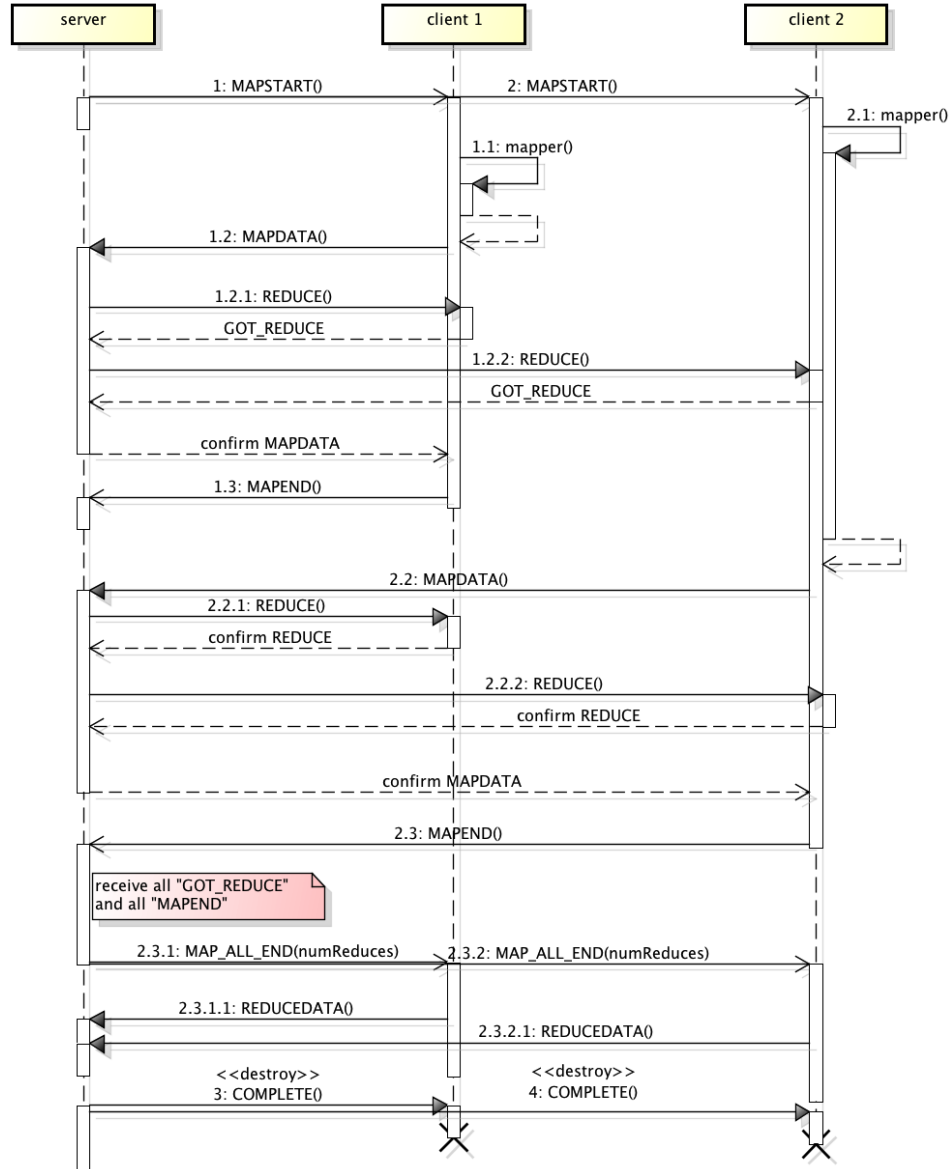 server
client 1
client 2
1: MAPSTART()
2: MAPSTART()
2.1: mapper()
1.1: mapper()
1.2: MAPDATA()
1.2.1: REDUCE()
GOT_REDUCE
1.2.2: REDUCE()
GOT_REDUCE
confirm MAPDATA
1.3: MAPEND()
2.2: MAPDATA()
2.2.1: REDUCE()
confirm REDUCE
2.2.2: REDUCE()
confirm REDUCE
confirm MAPDATA
2.3: MAPEND()
receive all "GOT_REDUCE"
and all "MAPEND"
2.3.1: MAP_ALL_END(numReduces)
2.3.2: MAP_ALL_END(numReduces)
2.3.1.1: REDUCEDATA()
2.3.2.1: REDUCEDATA()
<<destroy>>
3: COMPLETE()
<<destroy>>
4: COMPLETE()